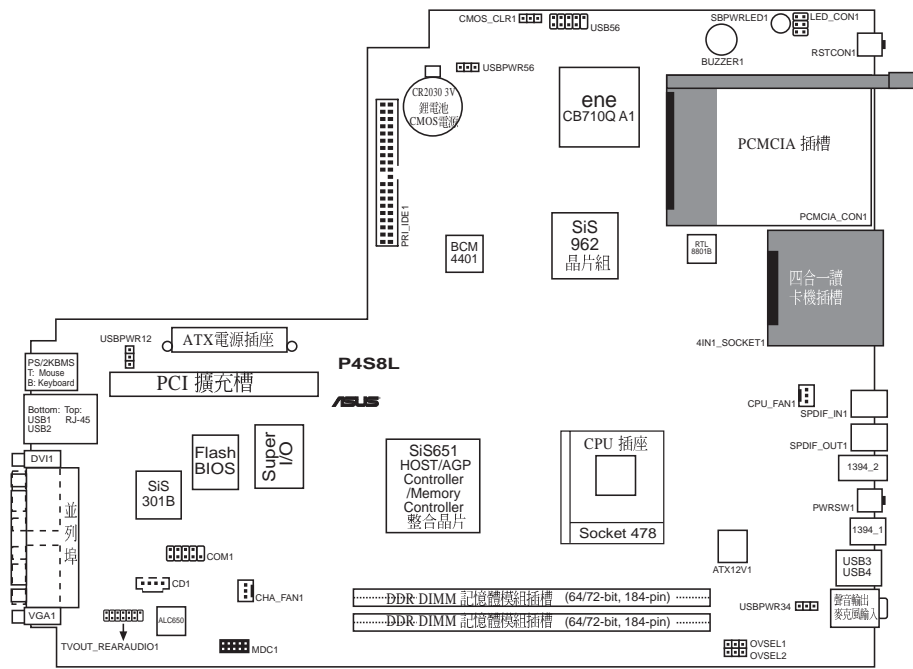 CMOS_CLR1
USB56
SBPWRLED1
LED_CON1
BUZZER1
RSTCON1
USBPWR56
CR2030 3V
鋰電池
CMOS電源
ene
CB710Q A1
PCMCIA 插槽
PCMCIA_CON1
PRI_IDE1
BCM
4401
SiS
962
晶片組
RTL
8801B
四合一讀
卡機插槽
4IN1_SOCKET1
USBPWR12
ATX電源插座
PS/2KBMS
T: Mouse
B: Keyboard
PCI 擴充槽
P4S8L
ASUS
Bottom: Top:
USB1 RJ-45
USB2
CPU_FAN1
SPDIF_IN1
SPDIF_OUT1
DVI1
Flash
BIOS
Super
I/O
SiS
301B
SiS651
HOST/AGP
Controller
/Memory
Controller
整合晶片
CPU 插座
Socket 478
1394_2
PWRSW1
1394_1
並列埠
COM1
ATX12V1
USB3
USB4
CD1
CHA_FAN1
DDR DIMM 記憶體模組插槽 (64/72-bit, 184-pin)
DDR DIMM 記憶體模組插槽 (64/72-bit, 184-pin)
USBPWR34
聲音輸出
麥克風輸入
VGA1
ALC650
TVOUT_REARAUDIO1
MDC1
OVSEL1
OVSEL2